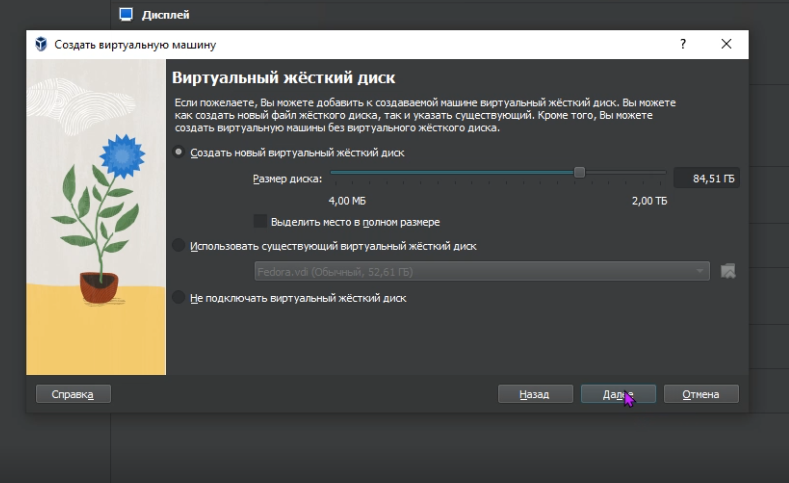 Дисплей
Создать виртуальную машину
?
Виртуальный жёсткий диск
Если пожелаете, Вы можете добавить к создаваемой машине виртуальный жёсткий диск. Вы можете
как создать новый файл жёсткого диска, так и указать существующий. Кроме того, Вы можете
создать виртуальную машины без виртуального жёсткого диска.
Создать новый виртуальный жёсткий диск
Размер диска:
84,51 ГБ
4,00 МБ 2,00 ТБ
Выделить место в полном размере
Использовать существующий виртуальный жёсткий диск
Fedora.vdi (Обычный, 52,61 ГБ)
Не подключать виртуальный жёсткий диск
Справка Назад Далее Отмена